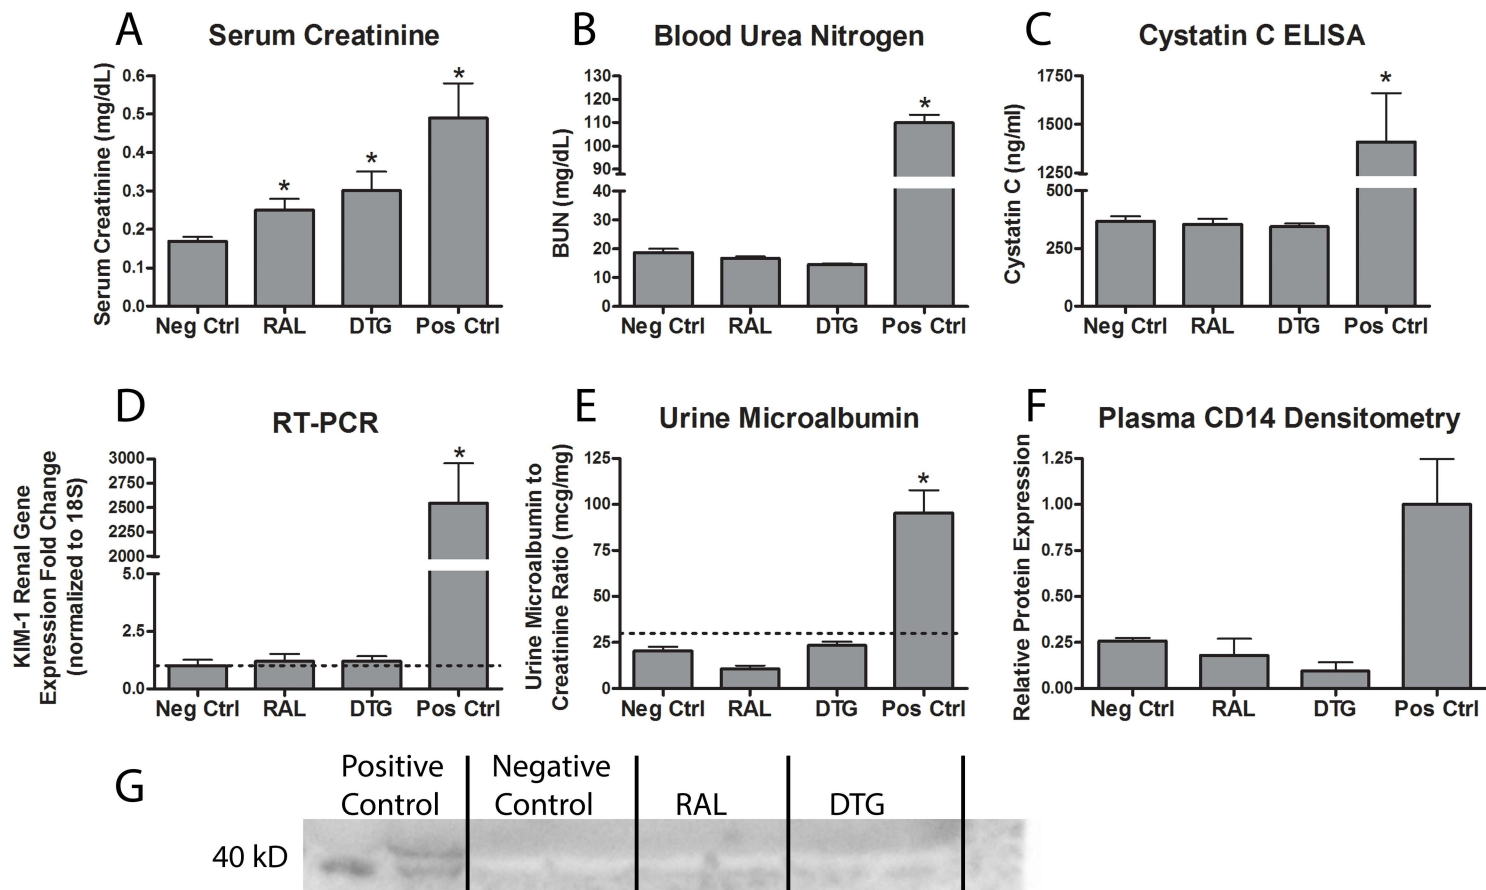 A
Serum Creatinine
Serum Creatinine (mg/dL)
0.6
0.5
0.4
0.3
0.2
0.1
0.0
*
*
*
Neg Ctrl RAL DTG Pos Ctrl
B
Blood Urea Nitrogen
BUN (mg/dL)
130
120
110
100
90
40
30
20
10
0
*
Neg Ctrl RAL DTG Pos Ctrl
C
Cystatin C ELISA
Cystatin C (ng/ml)
1750
1500
1250
500
250
0
*
Neg Ctrl RAL DTG Pos Ctrl
D
RT-PCR
KIM-1 Renal Gene
Expression Fold Change
(normalized to 18S)
3000
2750
2500
2250
2000
5.0
2.5
0.0
*
Neg Ctrl RAL DTG Pos Ctrl
E
Urine Microalbumin
Urine Microalbumin to
Creatinine Ratio (mcg/mg)
125
100
75
50
25
0
*
Neg Ctrl RAL DTG Pos Ctrl
F
Plasma CD14 Densitometry
Relative Protein Expression
1.25
1.00
0.75
0.50
0.25
0.00
Neg Ctrl RAL DTG Pos Ctrl
G
Positive
Control
Negative
Control
RAL
DTG
40 kD